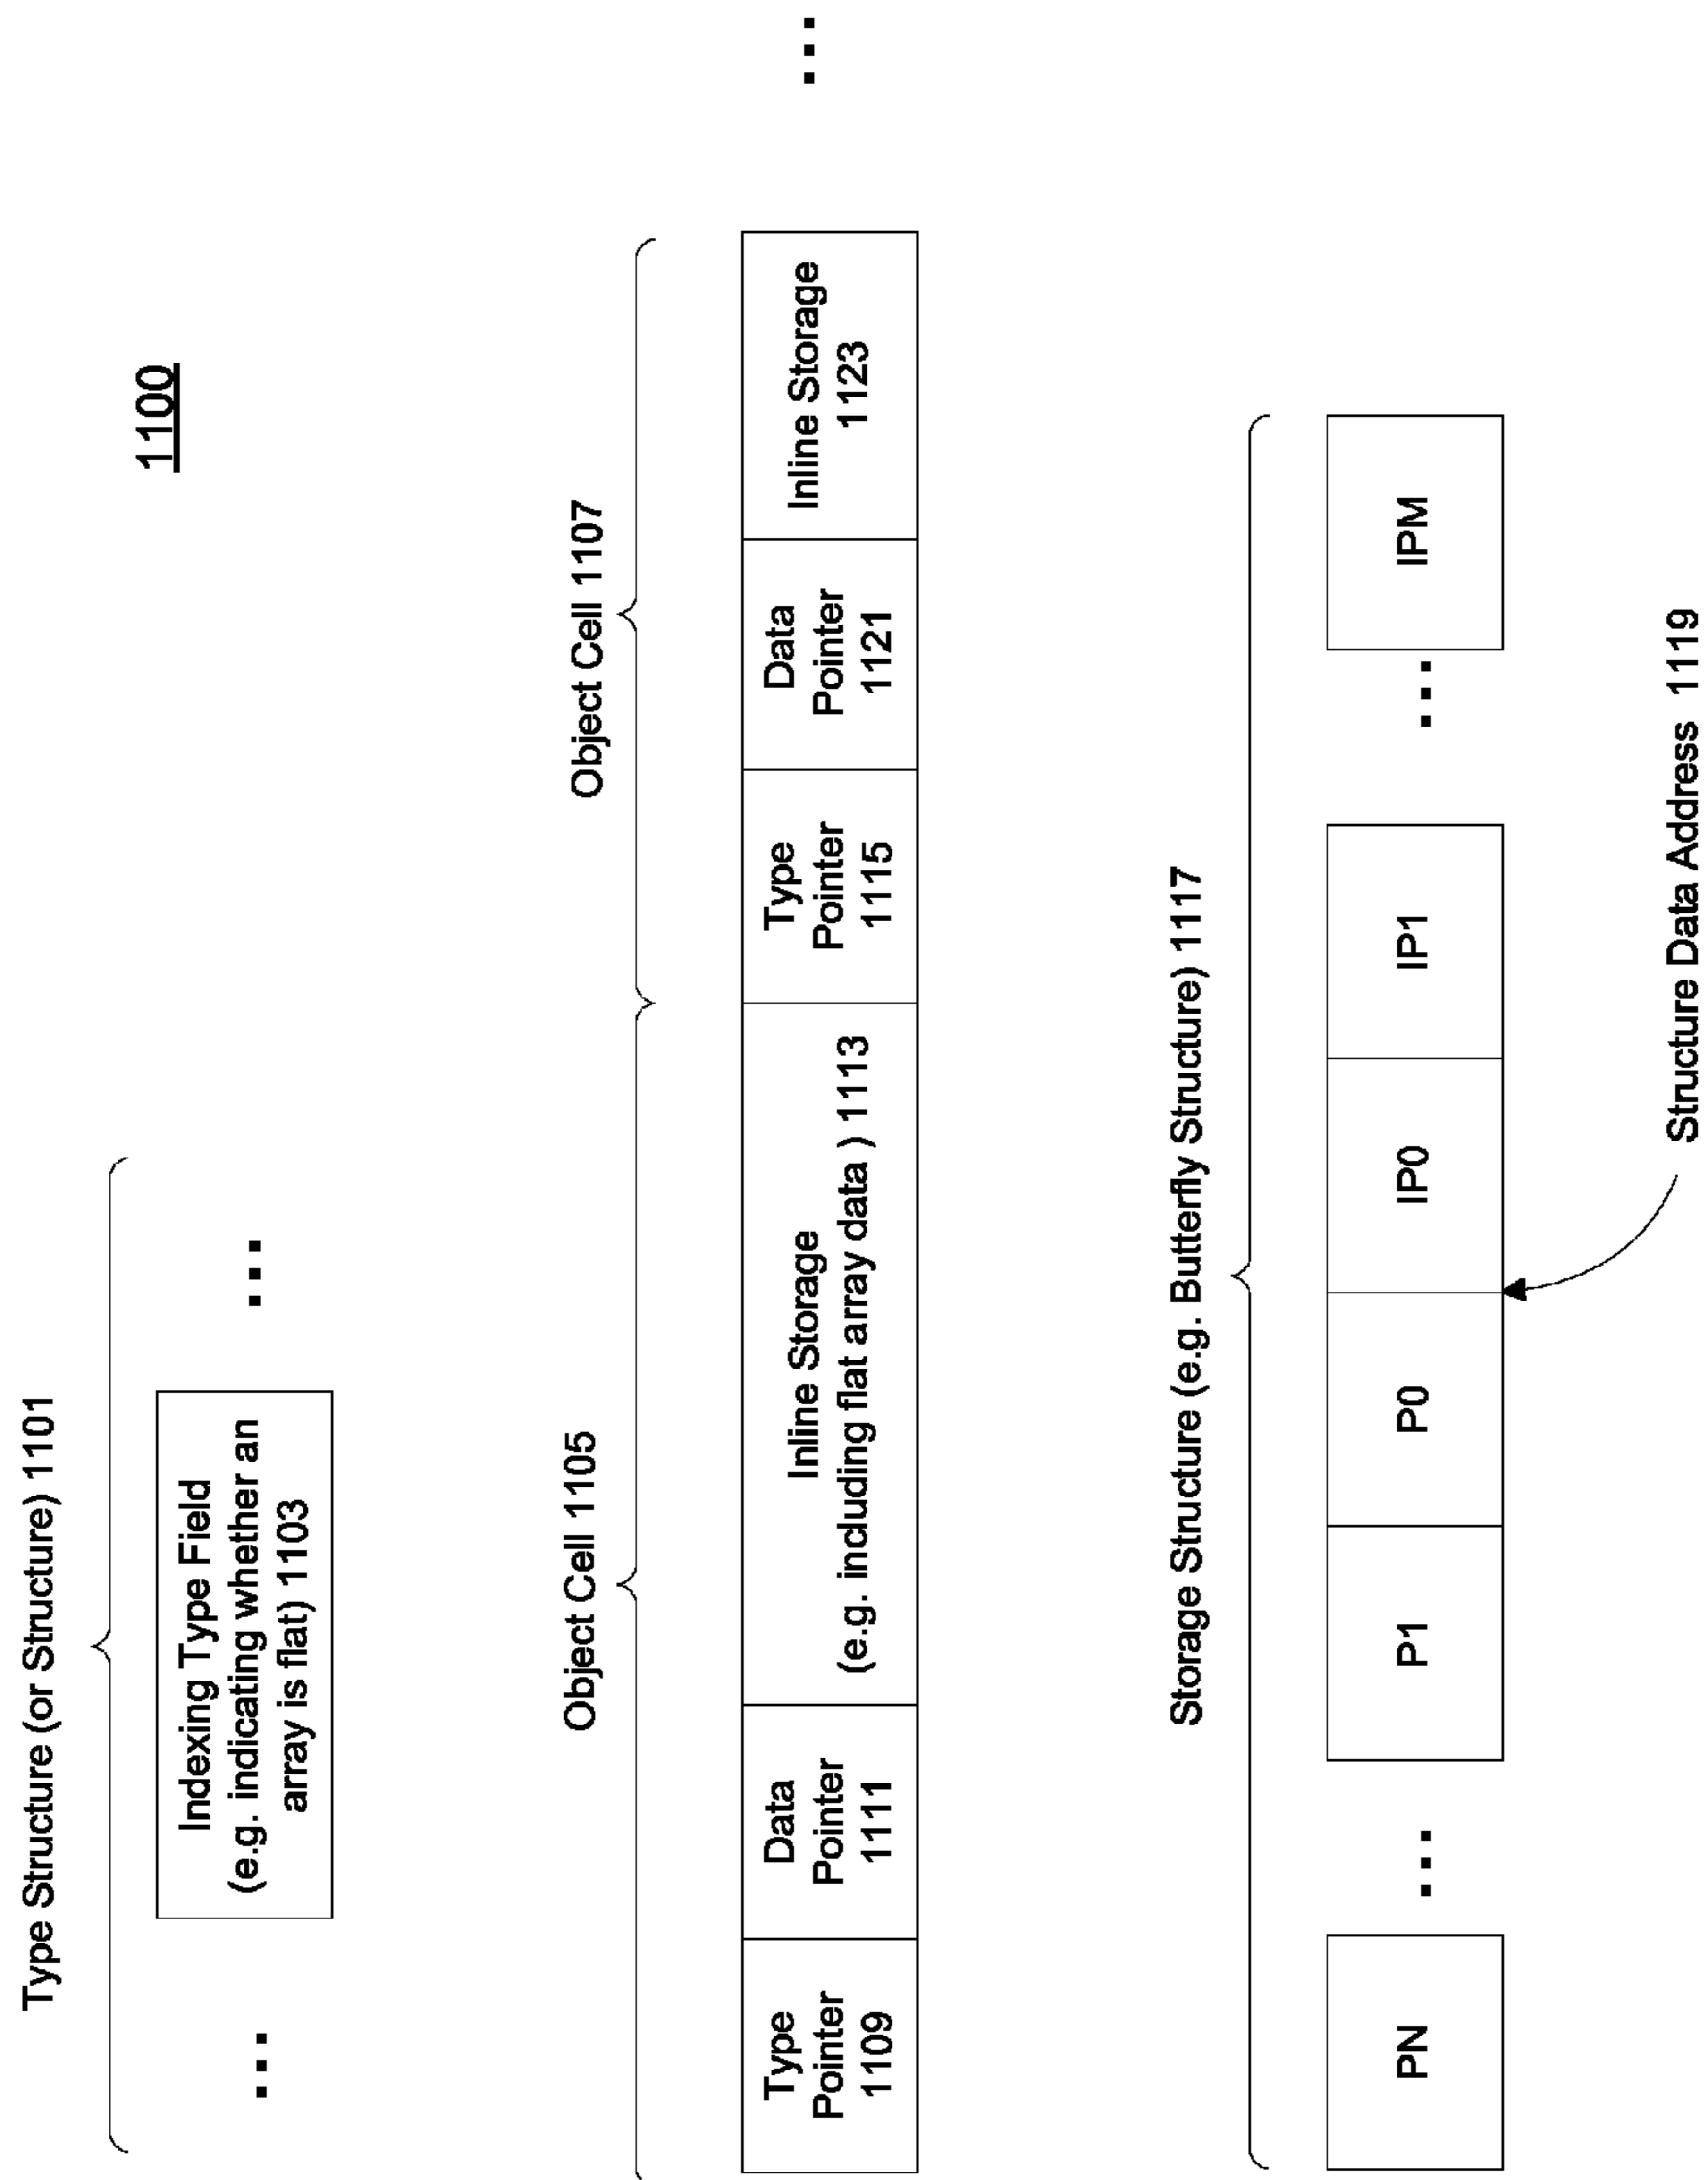 1100
Type Structure (or Structure) 1101
...
Indexing Type Field
(e.g. indicating whether an
array is flat) 1103
...
Object Cell 1105
Object Cell 1107
Type
Pointer
1109
Data
Pointer
1111
Inline Storage
(e.g. including flat array data ) 1113
Type
Pointer
1115
Data
Pointer
1121
Inline Storage
1123
...
Storage Structure (e.g. Butterfly Structure) 1117
PN
...
P1
P0
IP0
IP1
...
IPM
Structure Data Address 1119